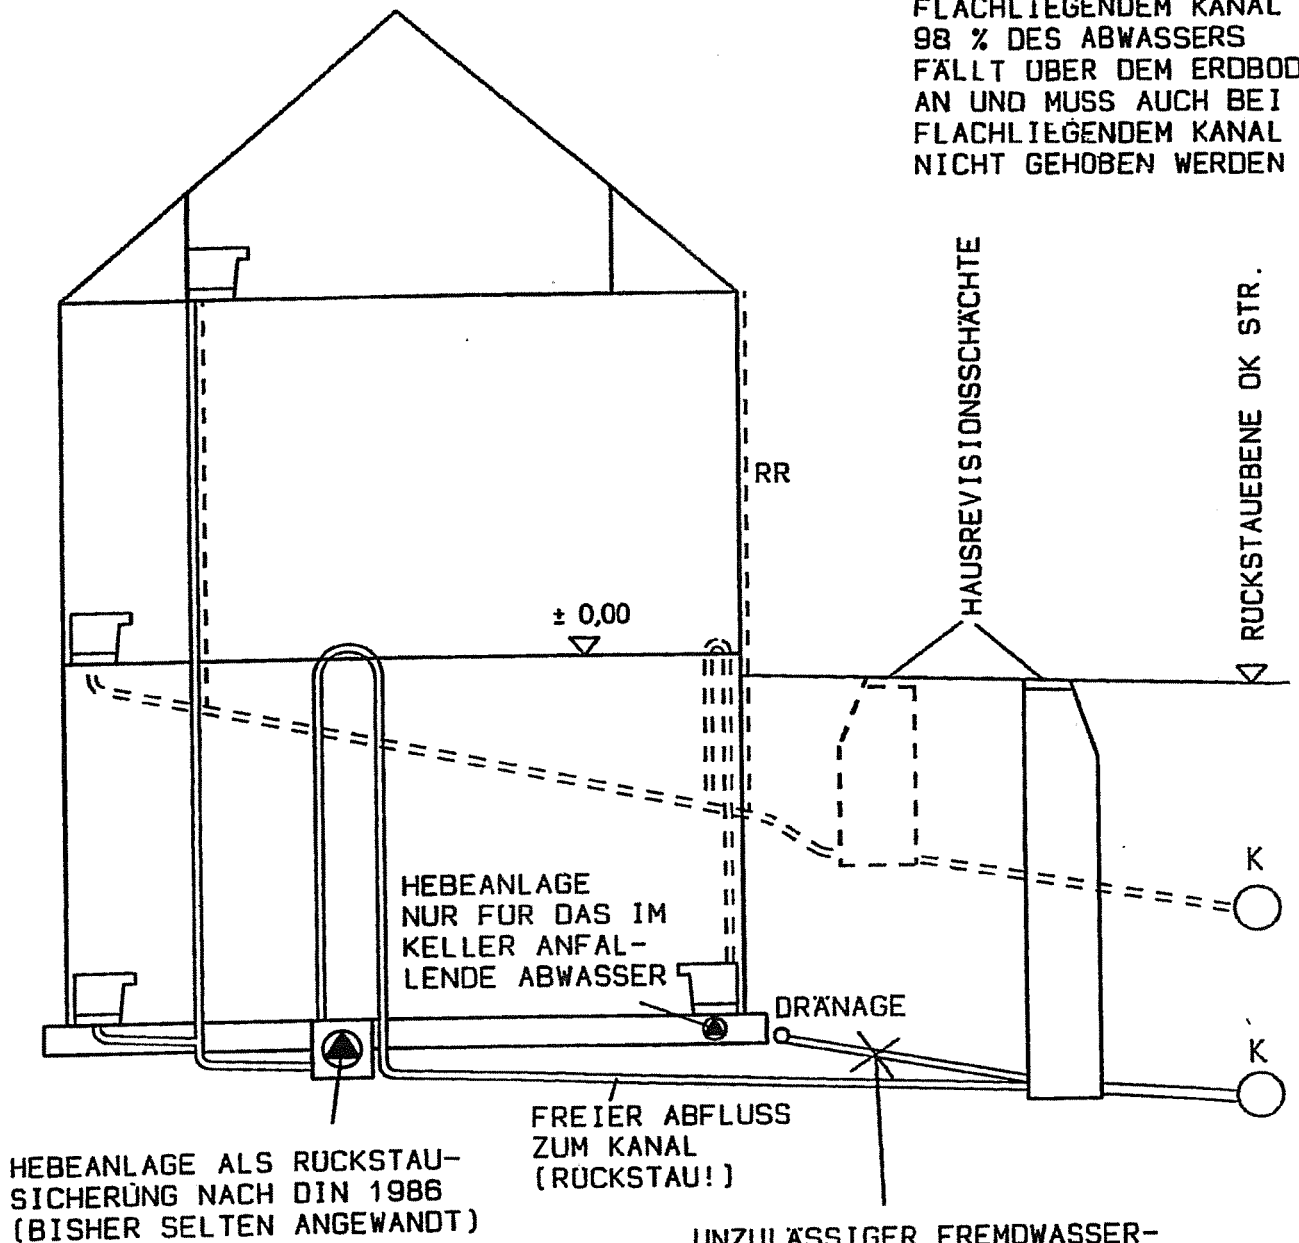 FLACHLIEGENDEM KANAL
98 % DES ABWASSERS
FÄLLT ÜBER DEM ERDBOD
AN UND MUSS AUCH BEI
FLACHLIEGENDEM KANAL
NICHT GEHOBEN WERDEN
HAUSREVISIONSSCHÄCHTE
RÜCKSTAUEBENE OK STR.
RR
± 0,00
K
HEBEANLAGE
NUR FÜR DAS IM
KELLER ANFAL-
LENDE ABWASSER
DRÄNAGE
K
FREIER ABFLUSS
ZUM KANAL
(RÜCKSTAU!)
HEBEANLAGE ALS RÜCKSTAU-
SICHERUNG NACH DIN 1986
(BISHER SELTEN ANGEWANDT)
UNZULÄSSIGER FREMDWASSER-